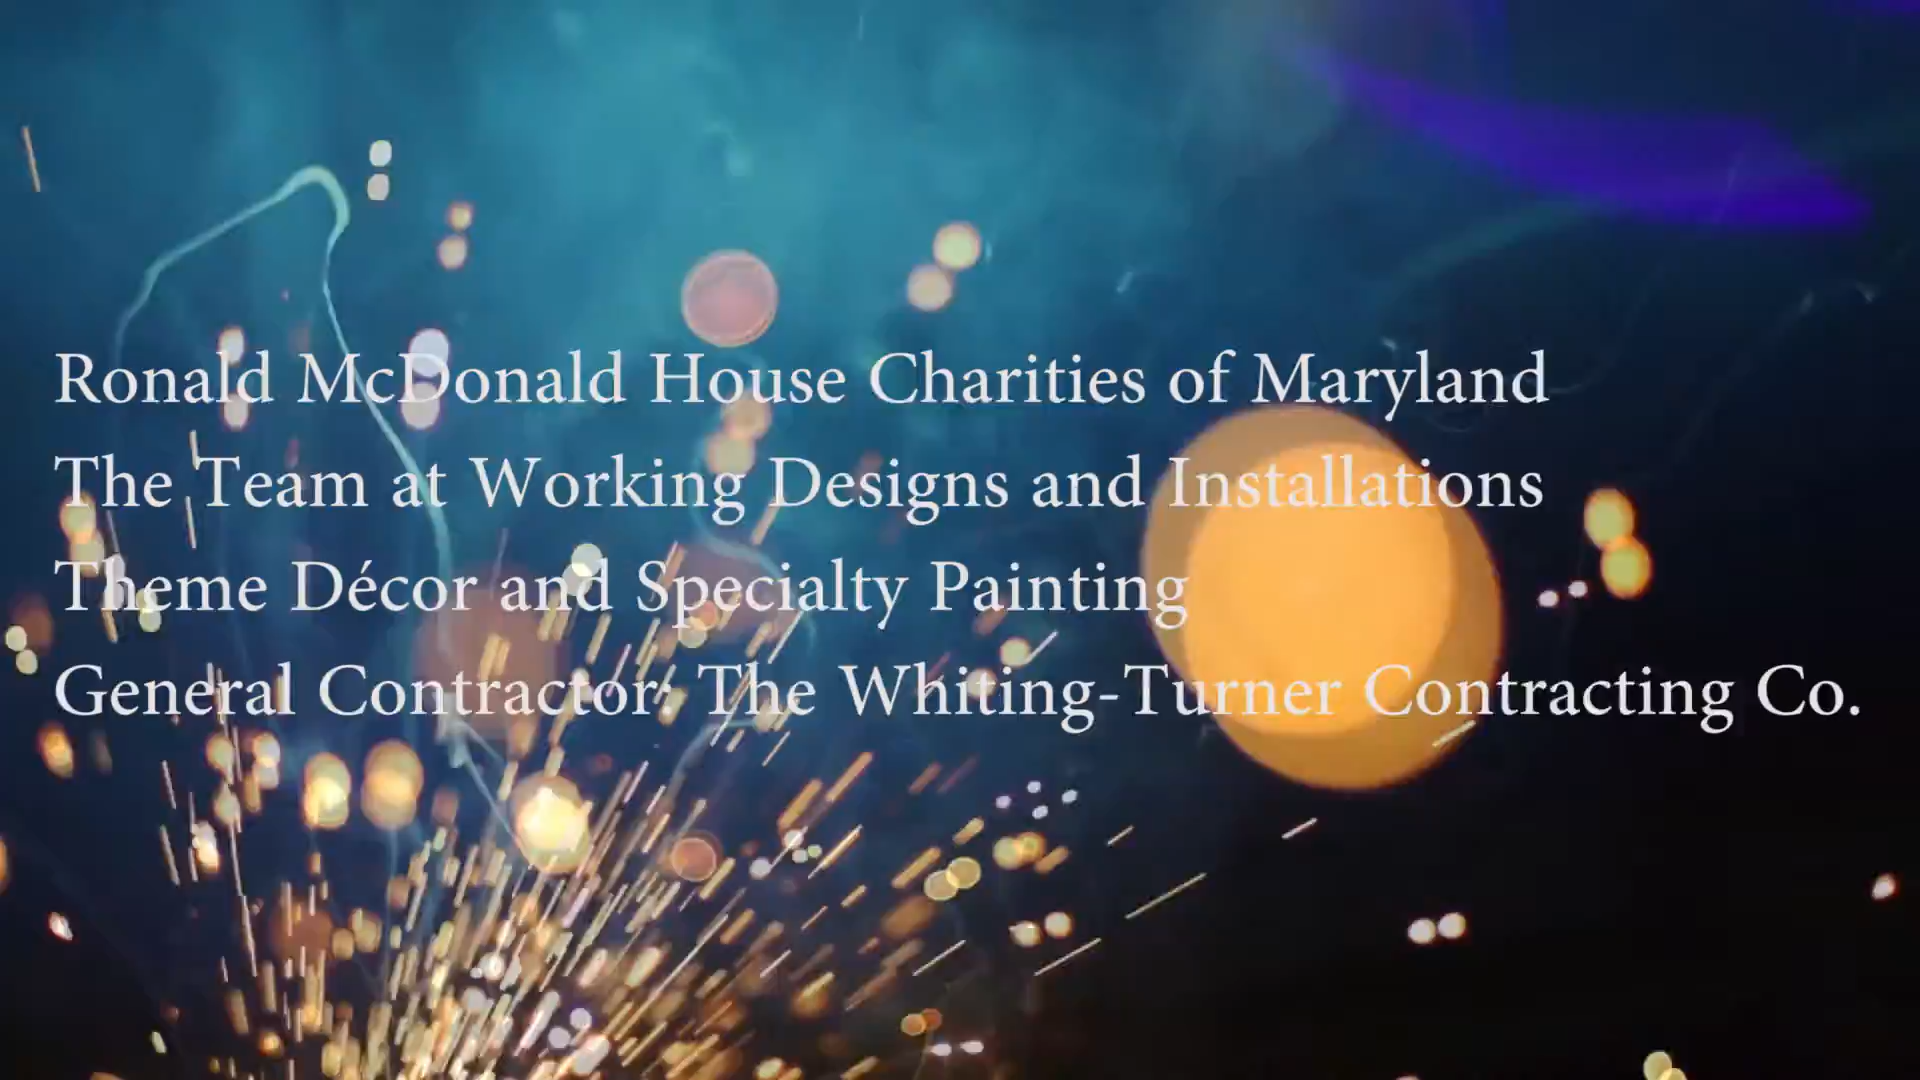 Ronald McDonald House Charities of Maryland
The Team at Working Designs and Installations
Theme Décor and Specialty Painting
General Contractor: The Whiting-Turner Contracting Co.